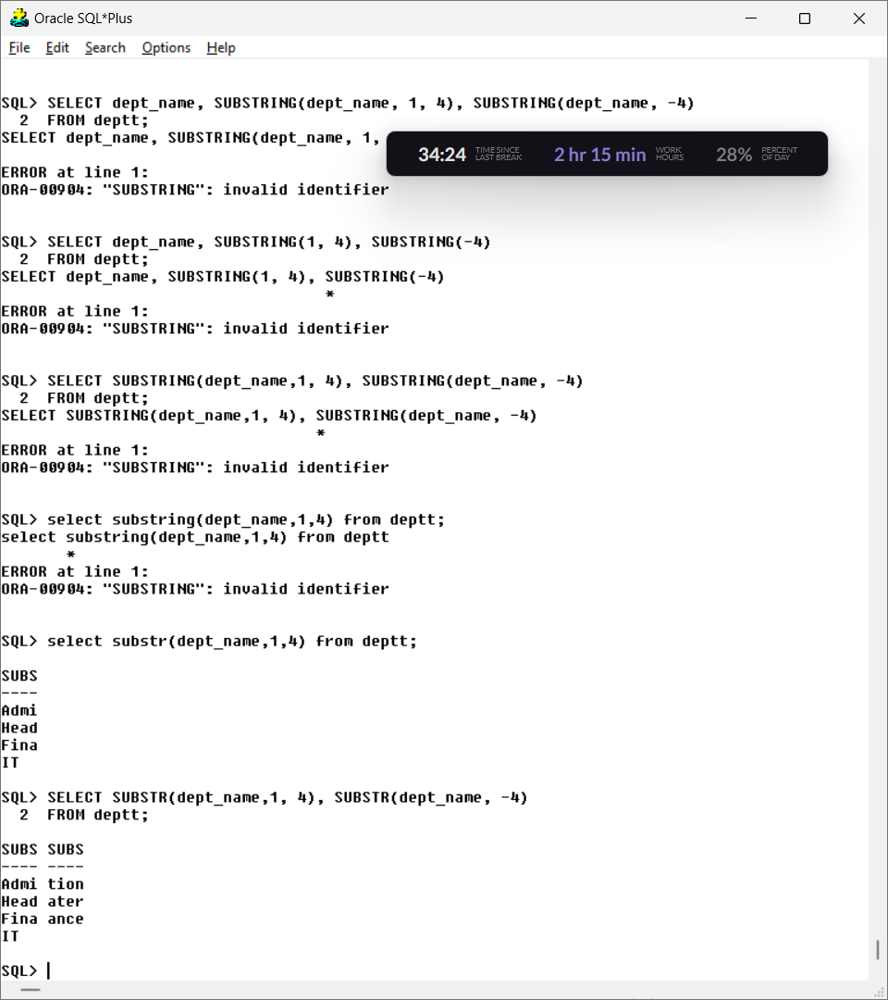 Oracle SQL*Plus
File Edit Search Options Help
SQL> SELECT dept_name, SUBSTRING(dept_name, 1, 4), SUBSTRING(dept_name, -4)
  2  FROM deptt;
SELECT dept_name, SUBSTRING(dept_name, 1,
34:24 TIME SINCE LAST BREAK 2 hr 15 min WORK HOURS 28% PERCENT OF DAY
ERROR at line 1:
ORA-00904: "SUBSTRING": invalid identifier
SQL> SELECT dept_name, SUBSTRING(1, 4), SUBSTRING(-4)
  2  FROM deptt;
SELECT dept_name, SUBSTRING(1, 4), SUBSTRING(-4)
                                   *
ERROR at line 1:
ORA-00904: "SUBSTRING": invalid identifier
SQL> SELECT SUBSTRING(dept_name,1, 4), SUBSTRING(dept_name, -4)
  2  FROM deptt;
SELECT SUBSTRING(dept_name,1, 4), SUBSTRING(dept_name, -4)
                                  *
ERROR at line 1:
ORA-00904: "SUBSTRING": invalid identifier
SQL> select substring(dept_name,1,4) from deptt;
select substring(dept_name,1,4) from deptt
       *
ERROR at line 1:
ORA-00904: "SUBSTRING": invalid identifier
SQL> select substr(dept_name,1,4) from deptt;
SUBS
----
Admi
Head
Fina
IT
SQL> SELECT SUBSTR(dept_name,1, 4), SUBSTR(dept_name, -4)
  2  FROM deptt;
SUBS SUBS
---- ----
Admi tion
Head ater
Fina ance
IT
SQL>